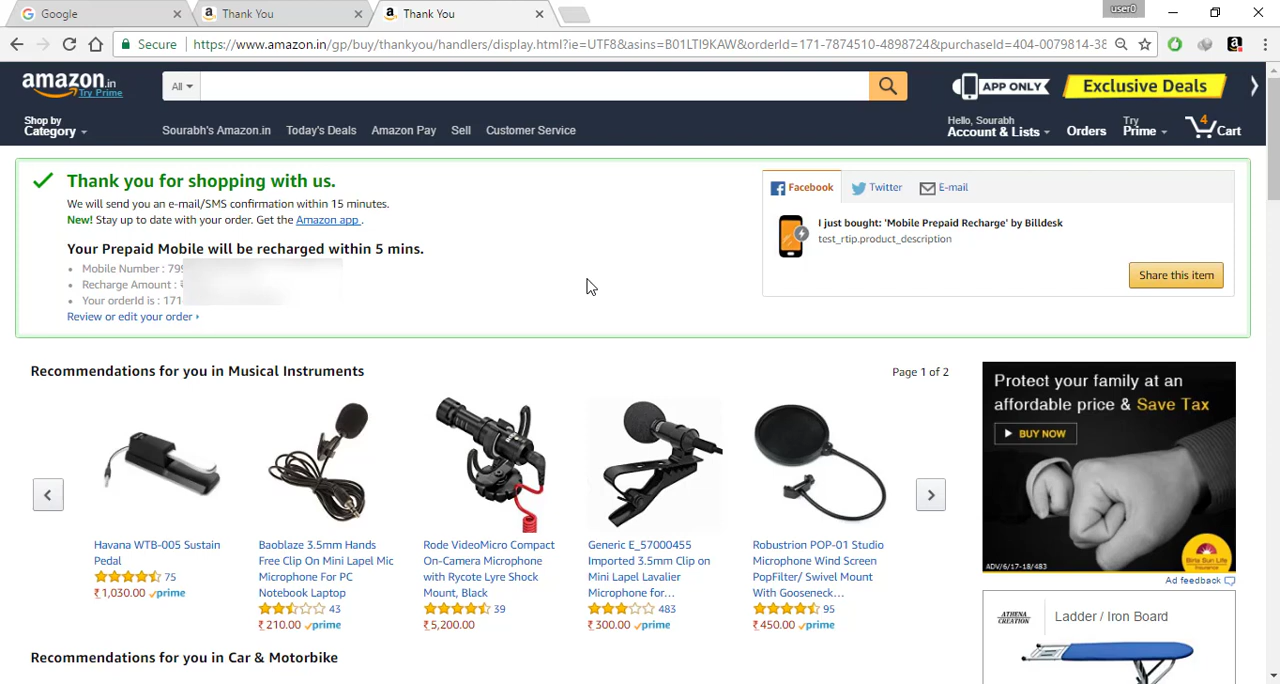 Google
Thank You
Thank You
user0
Secure
https://www.amazon.in/gp/buy/thankyou/handlers/display.html?ie=UTF8&asins=B01LTI9KAW&orderId=171-7874510-4898724&purchaseId=404-0079814-38
amazon.in
Try Prime
All
APP ONLY
Exclusive Deals
Shop by
Category
Sourabh's Amazon.in Today's Deals Amazon Pay Sell Customer Service
Hello, Sourabh
Account & Lists
Orders
Try
Prime
4
Cart
Thank you for shopping with us.
We will send you an e-mail/SMS confirmation within 15 minutes.
New! Stay up to date with your order. Get the Amazon app .
Your Prepaid Mobile will be recharged within 5 mins.
Mobile Number : 799
Recharge Amount :
Your orderId is : 171
Review or edit your order
Facebook Twitter E-mail
I just bought: 'Mobile Prepaid Recharge' by Billdesk
test_rtip.product_description
Share this item
Recommendations for you in Musical Instruments
Page 1 of 2
Havana WTB-005 Sustain
Pedal
75
₹ 1,030.00 prime
Baoblaze 3.5mm Hands
Free Clip On Mini Lapel Mic
Microphone For PC
Notebook Laptop
43
₹ 210.00 prime
Rode VideoMicro Compact
On-Camera Microphone
with Rycote Lyre Shock
Mount, Black
39
₹ 5,200.00
Generic E_57000455
Imported 3.5mm Clip on
Mini Lapel Lavalier
Microphone for...
483
₹ 300.00 prime
Robustrion POP-01 Studio
Microphone Wind Screen
PopFilter/ Swivel Mount
With Gooseneck...
95
₹ 450.00 prime
Protect your family at an
affordable price & Save Tax
BUY NOW
Birla Sun Life
Insurance
ADV/6/17-18/483
Ad feedback
ATHENA
CREATION
Ladder / Iron Board
Recommendations for you in Car & Motorbike